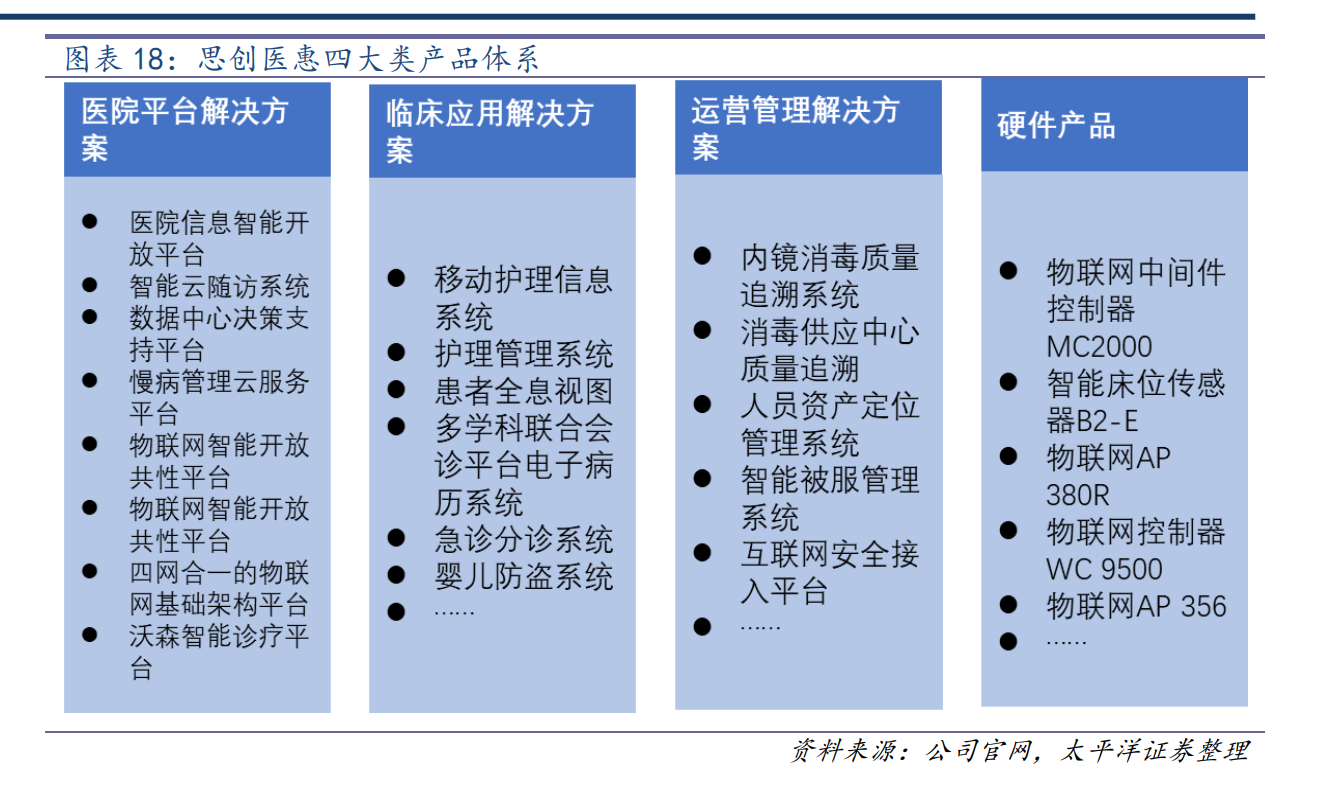 图表 18：思创医惠四大类产品体系
医院平台解决方
案
● 医院信息智能开
放平台
● 智能云随访系统
● 数据中心决策支
持平台
● 慢病管理云服务
平台
● 物联网智能开放
共性平台
● 物联网智能开放
共性平台
● 四网合一的物联
网基础架构平台
● 沃森智能诊疗平
台
临床应用解决方
案
● 移动护理信息
系统
● 护理管理系统
● 患者全息视图
● 多学科联合会
诊平台电子病
历系统
● 急诊分诊系统
● 婴儿防盗系统
● ……
运营管理解决方
案
● 内镜消毒质量
追溯系统
● 消毒供应中心
质量追溯
● 人员资产定位
管理系统
● 智能被服管理
系统
● 互联网安全接
入平台
● ……
硬件产品
● 物联网中间件
控制器
MC2000
● 智能床位传感
器B2-E
● 物联网AP
380R
● 物联网控制器
WC 9500
● 物联网AP 356
● ……
资料来源：公司官网，太平洋证券整理